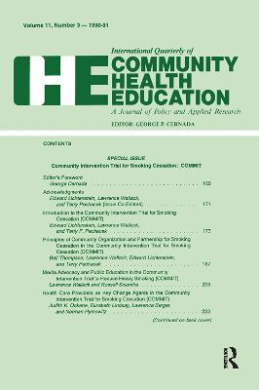 Volume 11, Number 3 — 1990-91
International Quarterly of
COMMUNITY
HEALTH
EDUCATION
CHE
A Journal of Policy and Applied Research
EDITOR: GEORGE P. CERNADA
CONTENTS
SPECIAL ISSUE
Community Intervention Trial for Smoking Cessation: COMMIT
Editor's Foreword
George Cernada
Acknowledgments
Edward Lichtenstein, Lawrence Wallack,
and Terry Pechacek (Issue Co-Editors) 171
Introduction to the Community Intervention Trial for Smoking
Cessation (COMMIT)
Edward Lichtenstein, Lawrence Wallack,
and Terry F. Pechacek 173
Principles of Community Organization and Partnership for Smoking
Cessation in the Community Intervention Trial for Smoking
Cessation (COMMIT)
Beti Thompson, Lawrence Wallack, Edward Lichtenstein,
and Terry Pechacek 187
Media Advocacy and Public Education in the Community
Intervention Trial to Reduce Heavy Smoking (COMMIT)
Lawrence Wallack and Russell Sciandra
Health Care Providers as Key Change Agents in the Community
Intervention Trial for Smoking Cessation (COMMIT)
Judith K. Ockene, Elizabeth Lindsay, Lawrence Berger,
and Norman Hymowitz
(Continued on back cover)
R